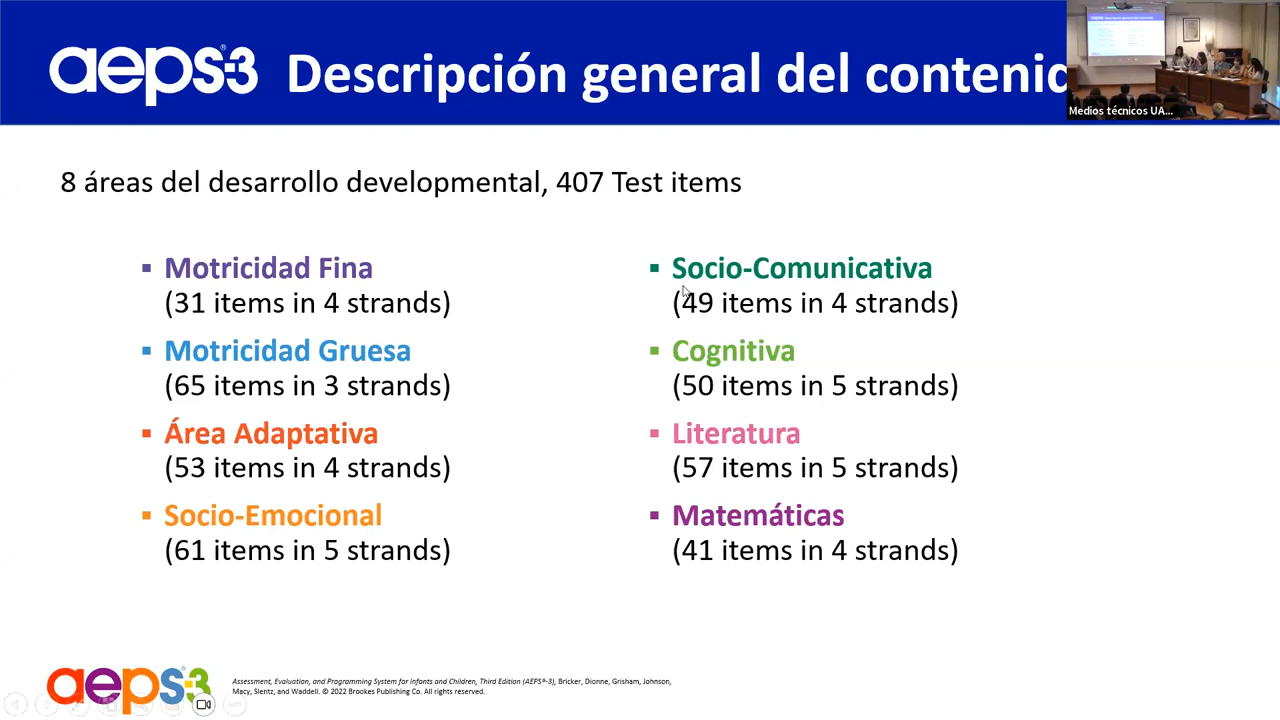 aeps®-3 Descripción general del contenid
Medios técnicos UA...
8 áreas del desarrollo developmental, 407 Test items
▪ Motricidad Fina
(31 items in 4 strands)
▪ Motricidad Gruesa
(65 items in 3 strands)
▪ Área Adaptativa
(53 items in 4 strands)
▪ Socio-Emocional
(61 items in 5 strands)
▪ Socio-Comunicativa
(49 items in 4 strands)
▪ Cognitiva
(50 items in 5 strands)
▪ Literatura
(57 items in 5 strands)
▪ Matemáticas
(41 items in 4 strands)
aeps®-3
Assessment, Evaluation, and Programming System for Infants and Children, Third Edition (AEPS®-3), Bricker, Dionne, Grisham, Johnson,
Macy, Slentz, and Waddell. © 2022 Brookes Publishing Co. All rights reserved.